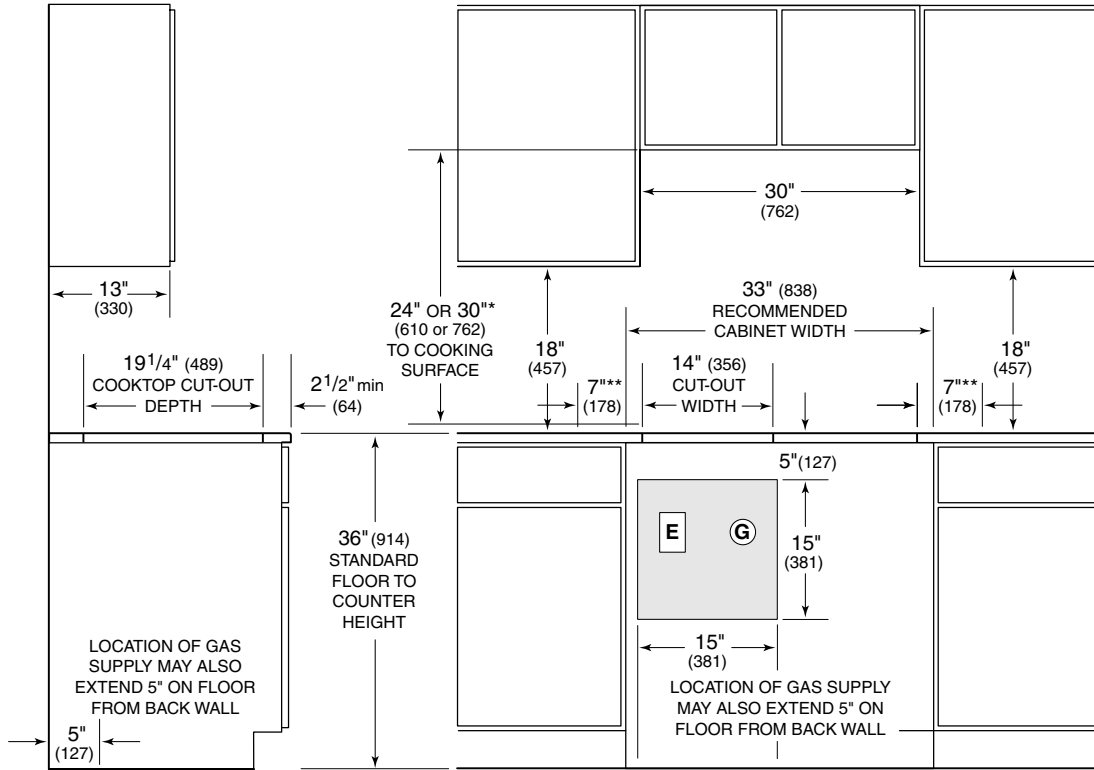 30"
(762)
13"
(330)
24" OR 30"*
(610 or 762)
TO COOKING
SURFACE
33" (838)
RECOMMENDED
CABINET WIDTH
18"
(457)
18"
(457)
19 1/4" (489)
COOKTOP CUT-OUT
DEPTH
2 1/2" min
(64)
14" (356)
CUT-OUT
WIDTH
7"**
(178)
7"**
(178)
5" (127)
36" (914)
STANDARD
FLOOR TO
COUNTER
HEIGHT
E
G
15"
(381)
15"
(381)
LOCATION OF GAS
SUPPLY MAY ALSO
EXTEND 5" ON FLOOR
FROM BACK WALL
5"
(127)
LOCATION OF GAS SUPPLY
MAY ALSO EXTEND 5" ON
FLOOR FROM BACK WALL